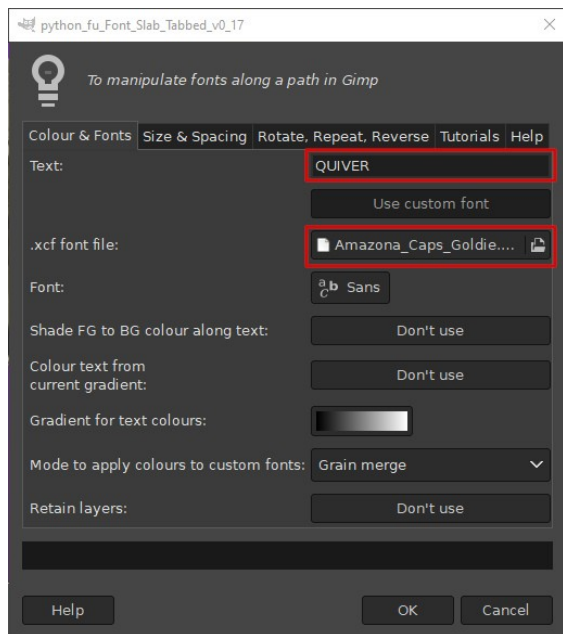 python_fu_Font_Slab_Tabbed_v0_17
To manipulate fonts along a path in Gimp
Colour & Fonts Size & Spacing Rotate, Repeat, Reverse Tutorials Help
Text: QUIVER
Use custom font
.xcf font file: Amazona_Caps_Goldie....
Font: Sans
Shade FG to BG colour along text: Don't use
Colour text from
current gradient: Don't use
Gradient for text colours:
Mode to apply colours to custom fonts: Grain merge
Retain layers: Don't use
Help OK Cancel